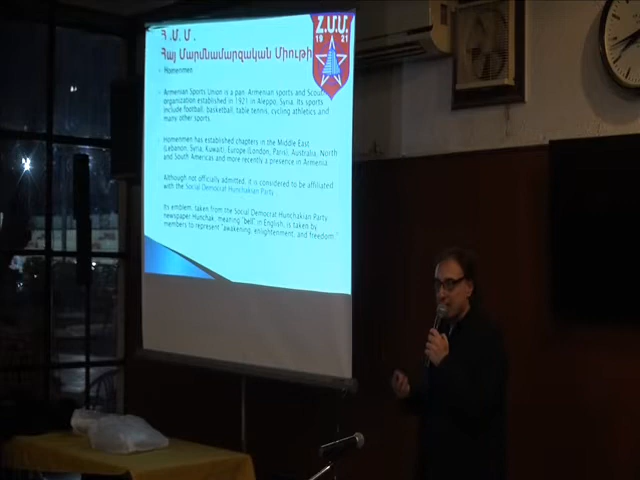 Հ .Մ. Մ .
Հայ Մարմնամարզական Միութի
Homenmen
Armenian Sports Union is a pan-Armenian sports and Scout
organization established in 1921 in Aleppo, Syria. Its sports
include football, basketball, table tennis, cycling athletics and
many other sports.
Homenmen has established chapters in the Middle East
(Lebanon, Syria, Kuwait), Europe (London, Paris), Australia, North
and South Americas and more recently a presence in Armenia.
Although not officially admitted, it is considered to be affiliated
with the Social Democrat Hunchakian Party.
Its emblem, taken from the Social Democrat Hunchakian Party
newspaper Hunchak, meaning "bell" in English, is taken by
members to represent "awakening, enlightenment, and freedom."
Հ.Մ.Մ.
1921